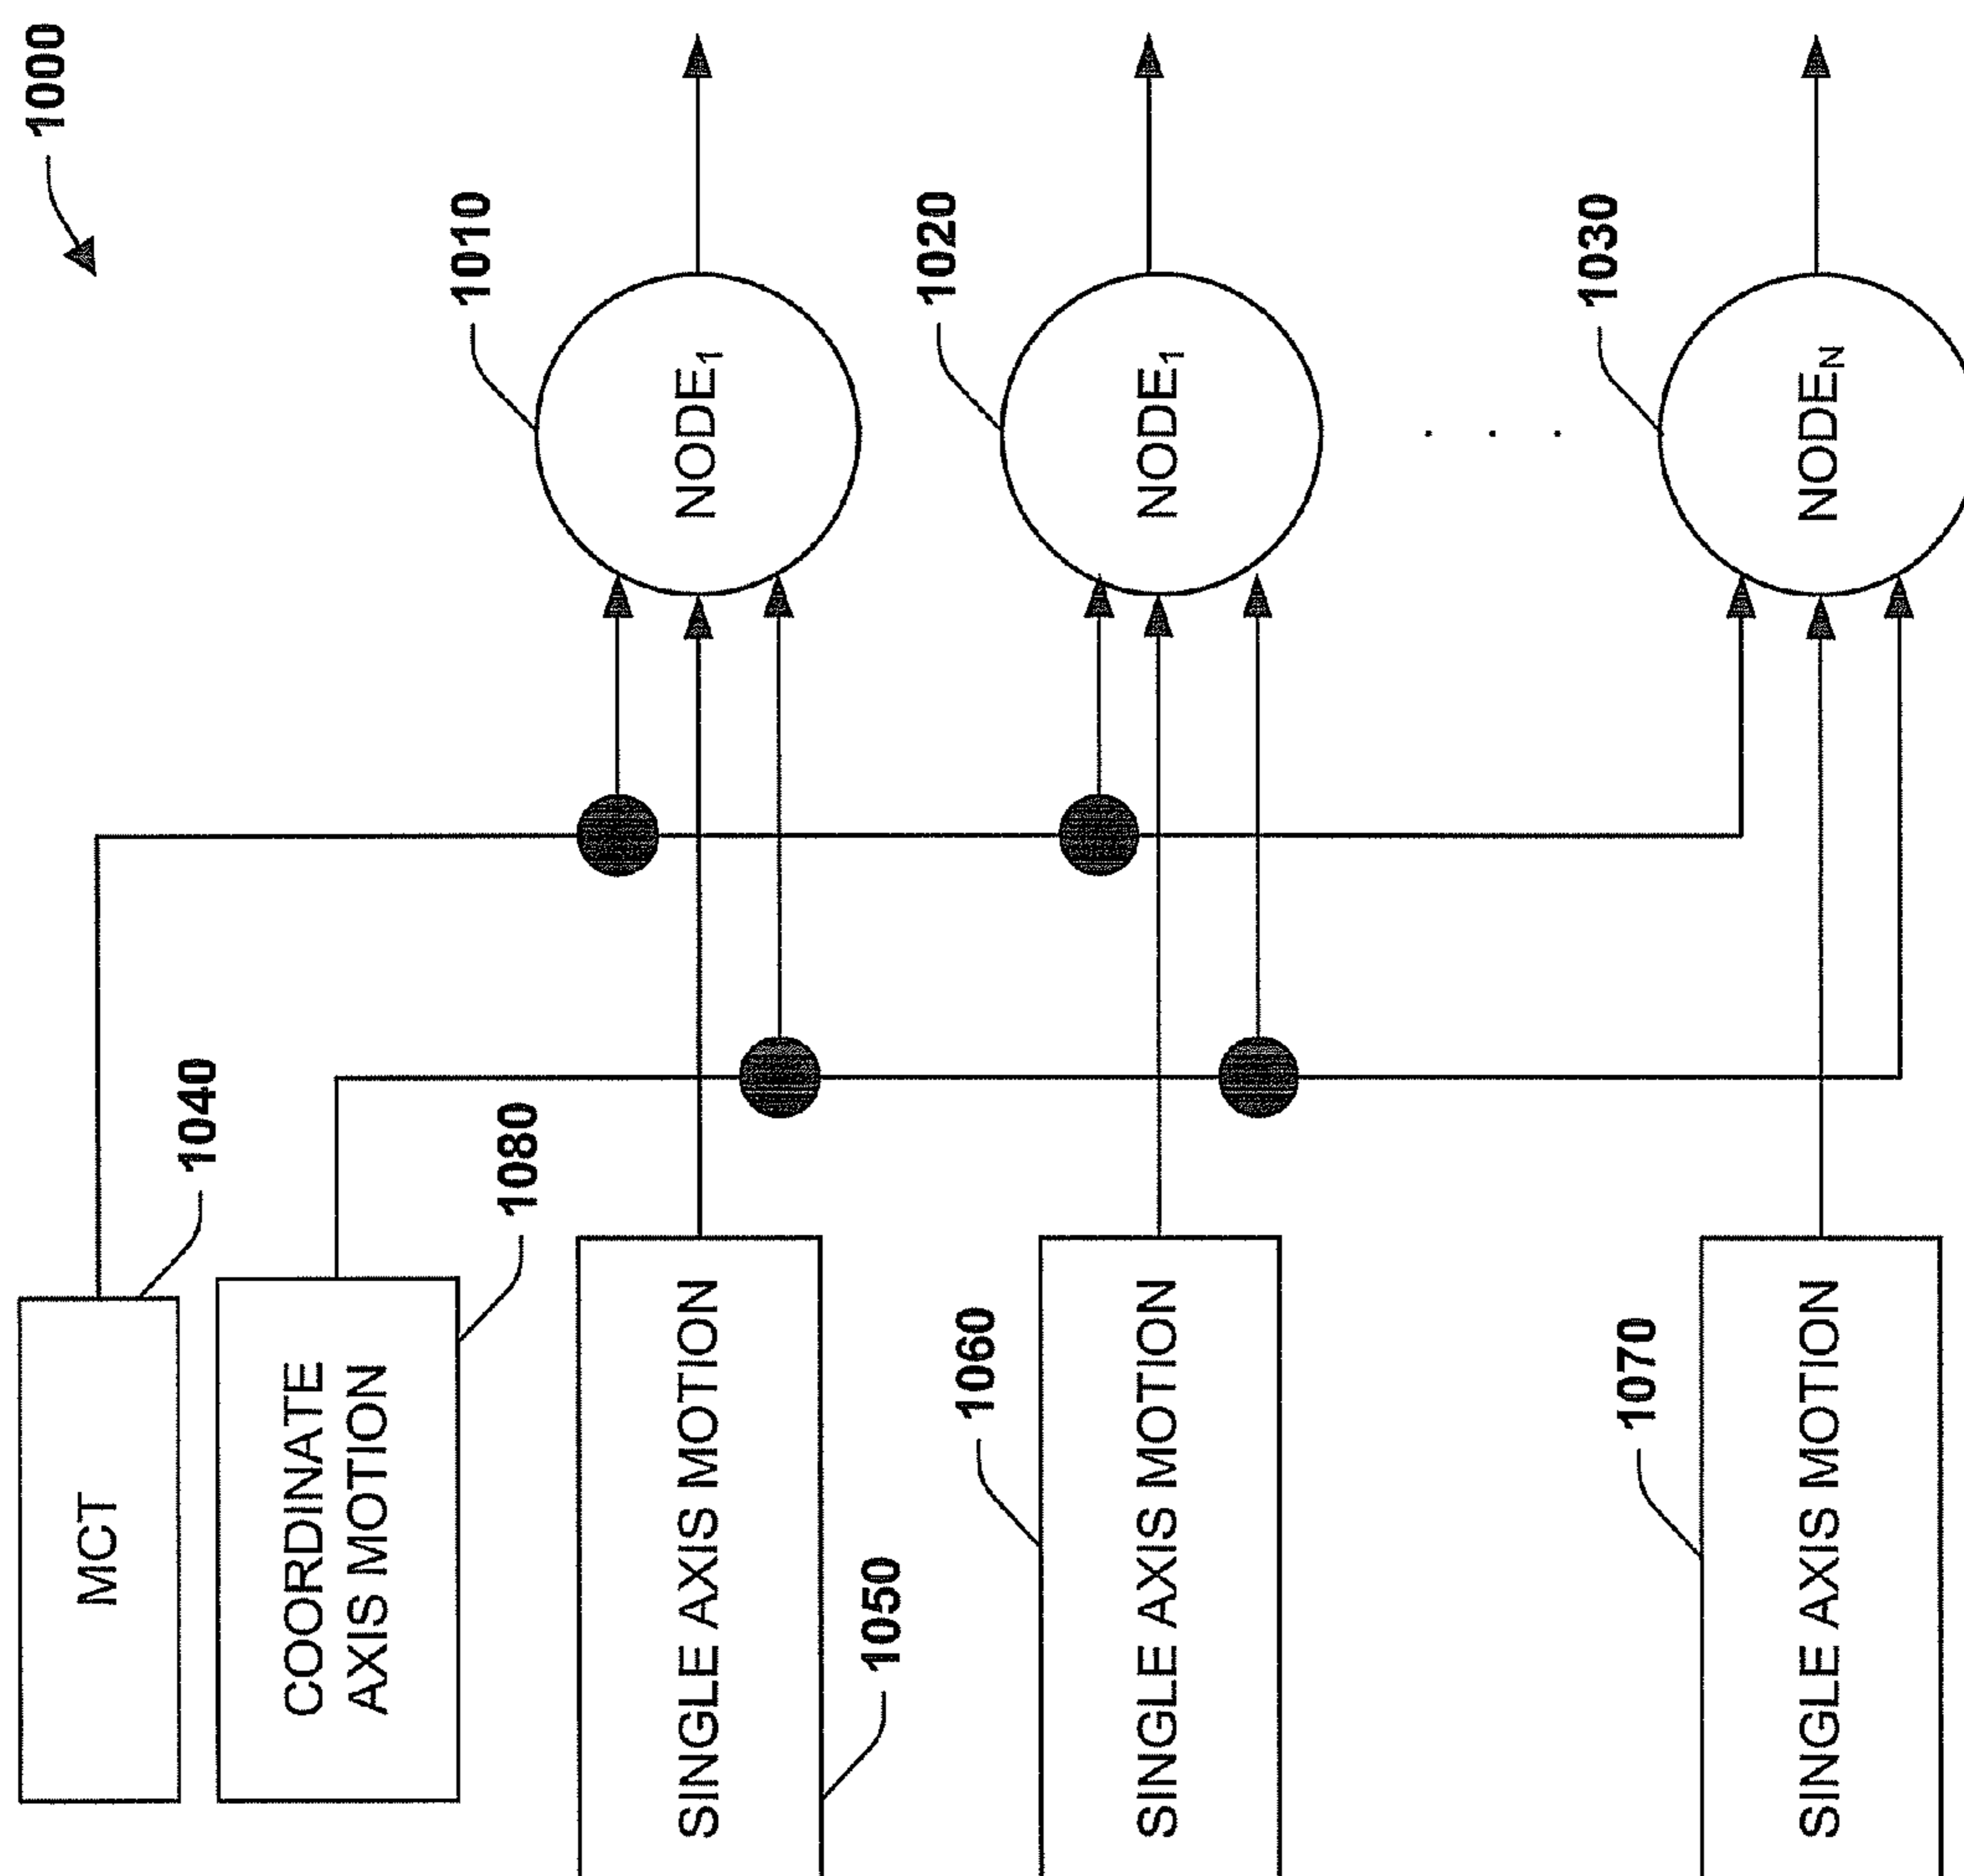 1000
MCT
1040
COORDINATE
AXIS MOTION
1080
SINGLE AXIS MOTION
1050
NODE₁
1010
SINGLE AXIS MOTION
1060
NODE₁
1020
. . .
SINGLE AXIS MOTION
1070
NODE_N
1030